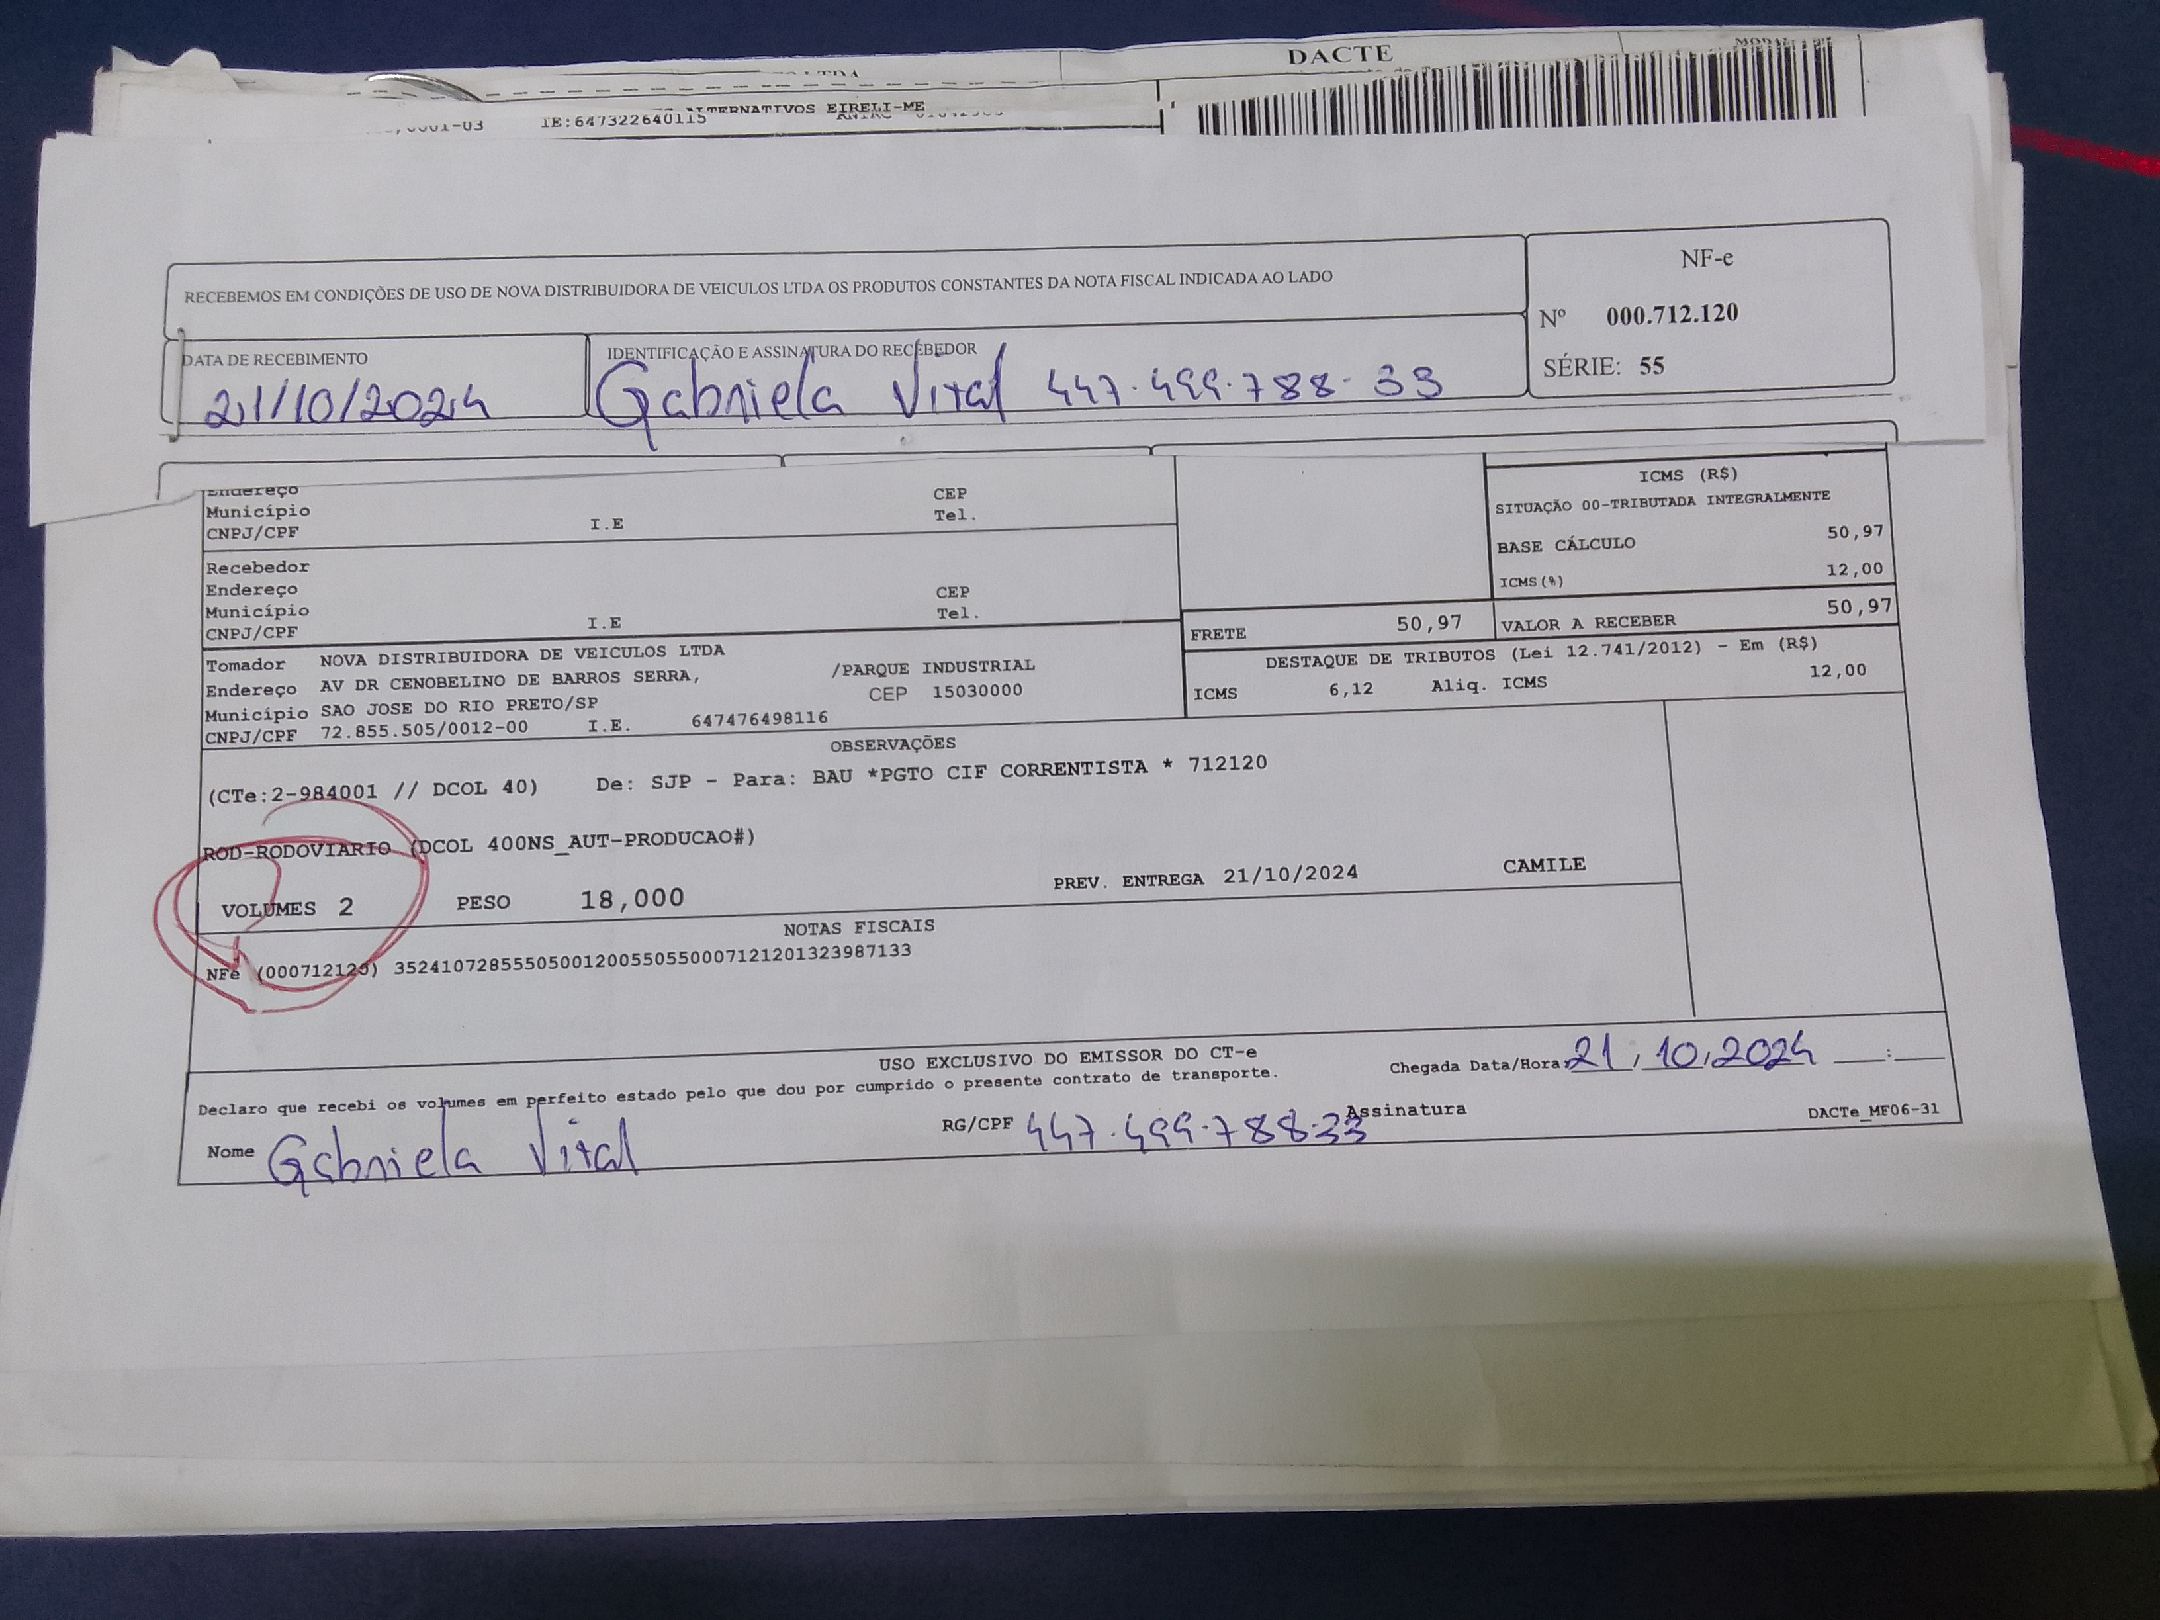 DACTE
ALTERNATIVOS EIRELI-ME
0001-03 IE:647322640115
RECEBEMOS EM CONDIÇÕES DE USO DE NOVA DISTRIBUIDORA DE VEICULOS LTDA OS PRODUTOS CONSTANTES DA NOTA FISCAL INDICADA AO LADO
NF-e
Nº 000.712.120
SÉRIE: 55
DATA DE RECEBIMENTO
21/10/2024
IDENTIFICAÇÃO E ASSINATURA DO RECEBEDOR
Gabriela Vital 447.499.788-33
Endereço CEP
Município Tel.
CNPJ/CPF I.E
ICMS (R$)
SITUAÇÃO 00-TRIBUTADA INTEGRALMENTE
BASE CÁLCULO 50,97
ICMS(%) 12,00
Recebedor
Endereço CEP
Município Tel.
CNPJ/CPF I.E
FRETE 50,97 VALOR A RECEBER 50,97
Tomador NOVA DISTRIBUIDORA DE VEICULOS LTDA
Endereço AV DR CENOBELINO DE BARROS SERRA, /PARQUE INDUSTRIAL
Município SAO JOSE DO RIO PRETO/SP CEP 15030000
CNPJ/CPF 72.855.505/0012-00 I.E. 647476498116
DESTAQUE DE TRIBUTOS (Lei 12.741/2012) - Em (R$)
ICMS 6,12 Aliq. ICMS 12,00
OBSERVAÇÕES
(CTe:2-984001 // DCOL 40) De: SJP - Para: BAU *PGTO CIF CORRENTISTA * 712120
ROD-RODOVIARIO (DCOL 400NS_AUT-PRODUCAO#)
VOLUMES 2 PESO 18,000 PREV. ENTREGA 21/10/2024 CAMILE
NOTAS FISCAIS
NFe (000712120) 35241072855505001200550550007121201323987133
USO EXCLUSIVO DO EMISSOR DO CT-e
Declaro que recebi os volumes em perfeito estado pelo que dou por cumprido o presente contrato de transporte.
Chegada Data/Hora: 21,10,2024 ___:___
Nome Gabriela Vital RG/CPF 447.499.788-33 Assinatura
DACTe_MF06-31